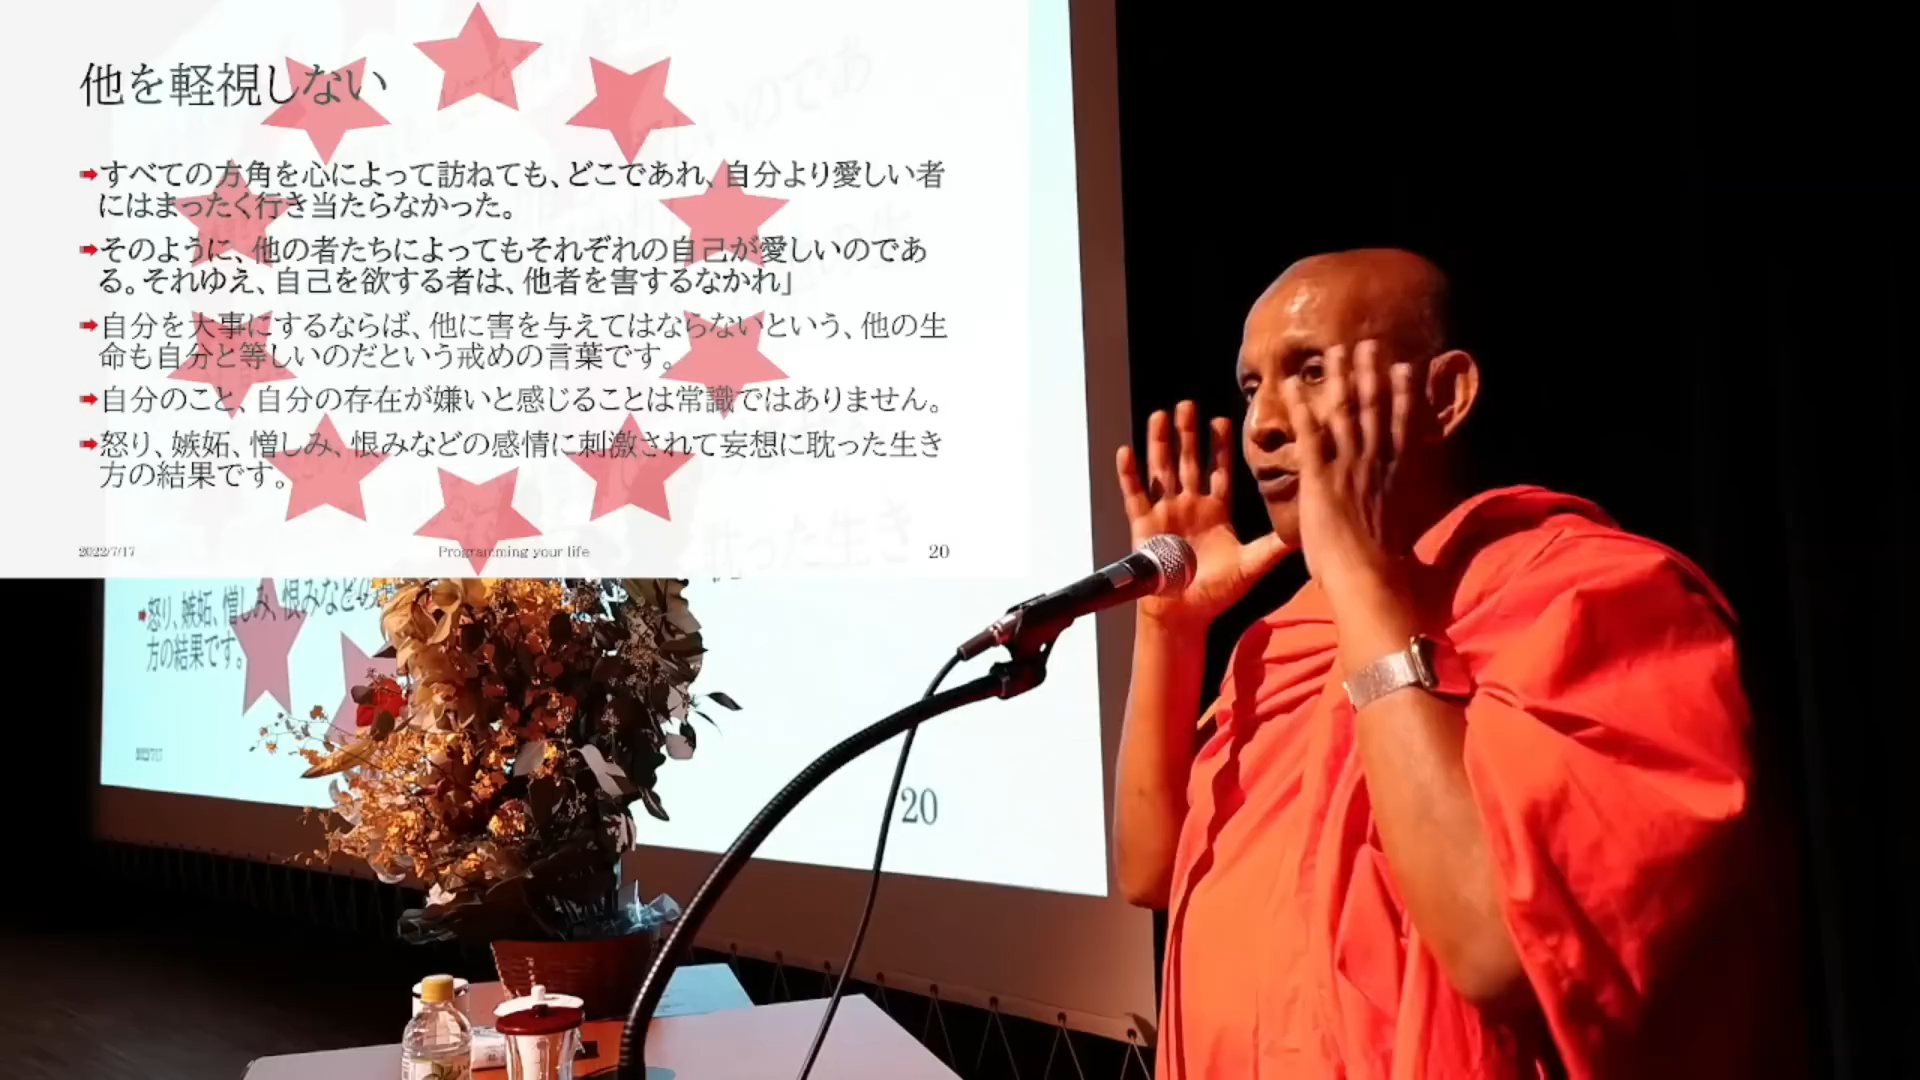 他を軽視しない
➡すべての方角を心によって訪ねても、どこであれ、自分より愛しい者
にはまったく行き当たらなかった。
➡そのように、他の者たちによってもそれぞれの自己が愛しいのであ
る。それゆえ、自己を欲する者は、他者を害するなかれ」
➡自分を大事にするならば、他に害を与えてはならないという、他の生
命も自分と等しいのだという戒めの言葉です。
➡自分のこと、自分の存在が嫌いと感じることは常識ではありません。
➡怒り、嫉妬、憎しみ、恨みなどの感情に刺激されて妄想に耽った生き
方の結果です。
2022/7/17
Programming your life
20
➡怒り、嫉妬、憎しみ、恨みなどの
方の結果です。
2022/7/17
20